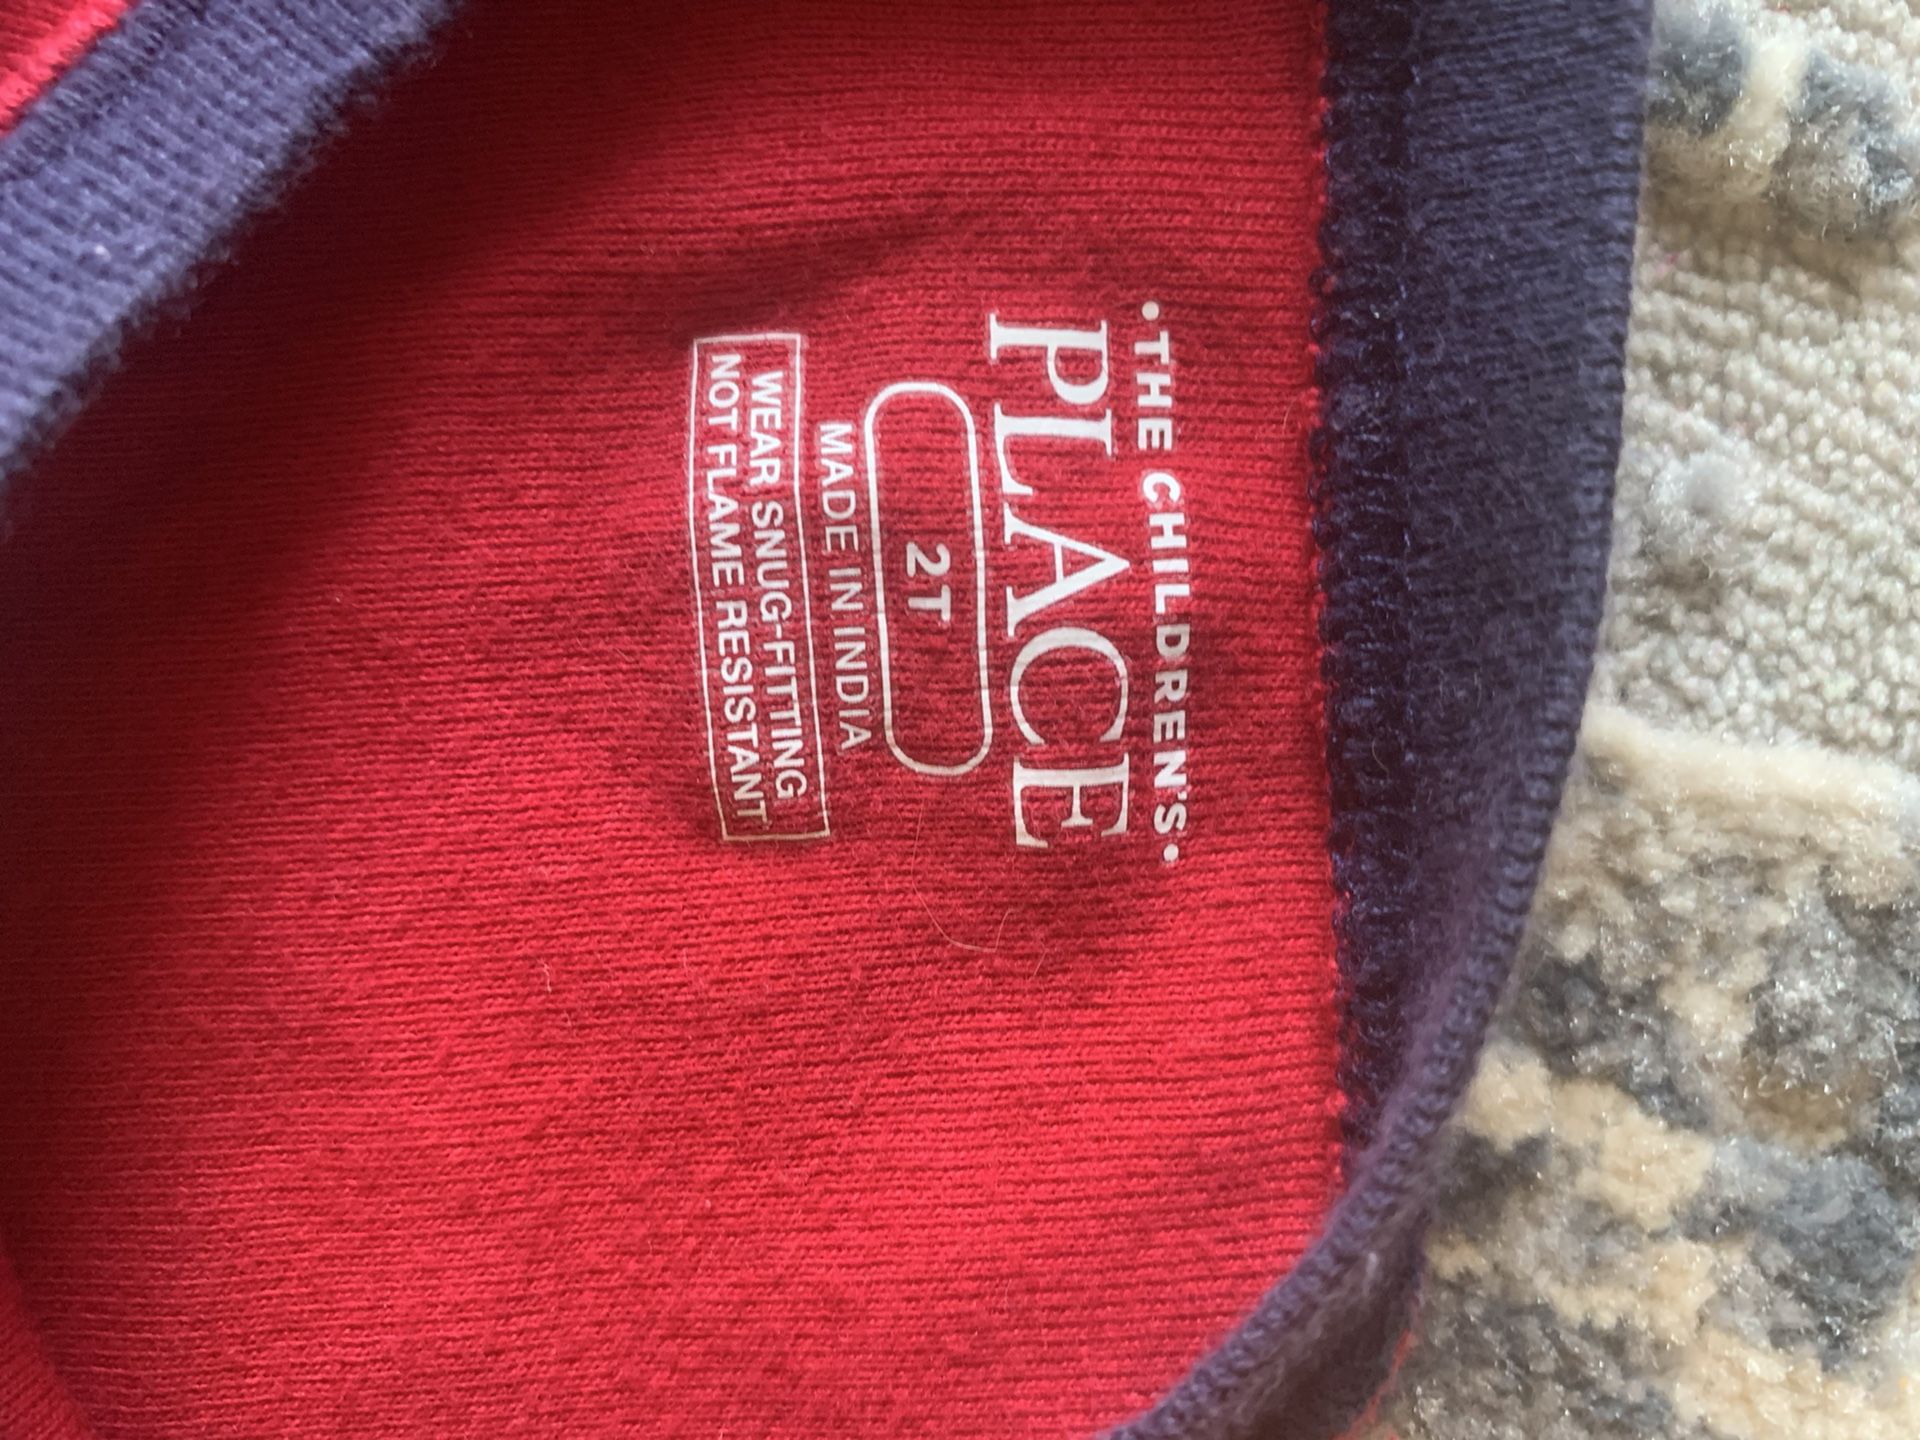 •THE CHILDREN'S•
PLACE
2T
MADE IN INDIA
WEAR SNUG-FITTING
NOT FLAME RESISTANT